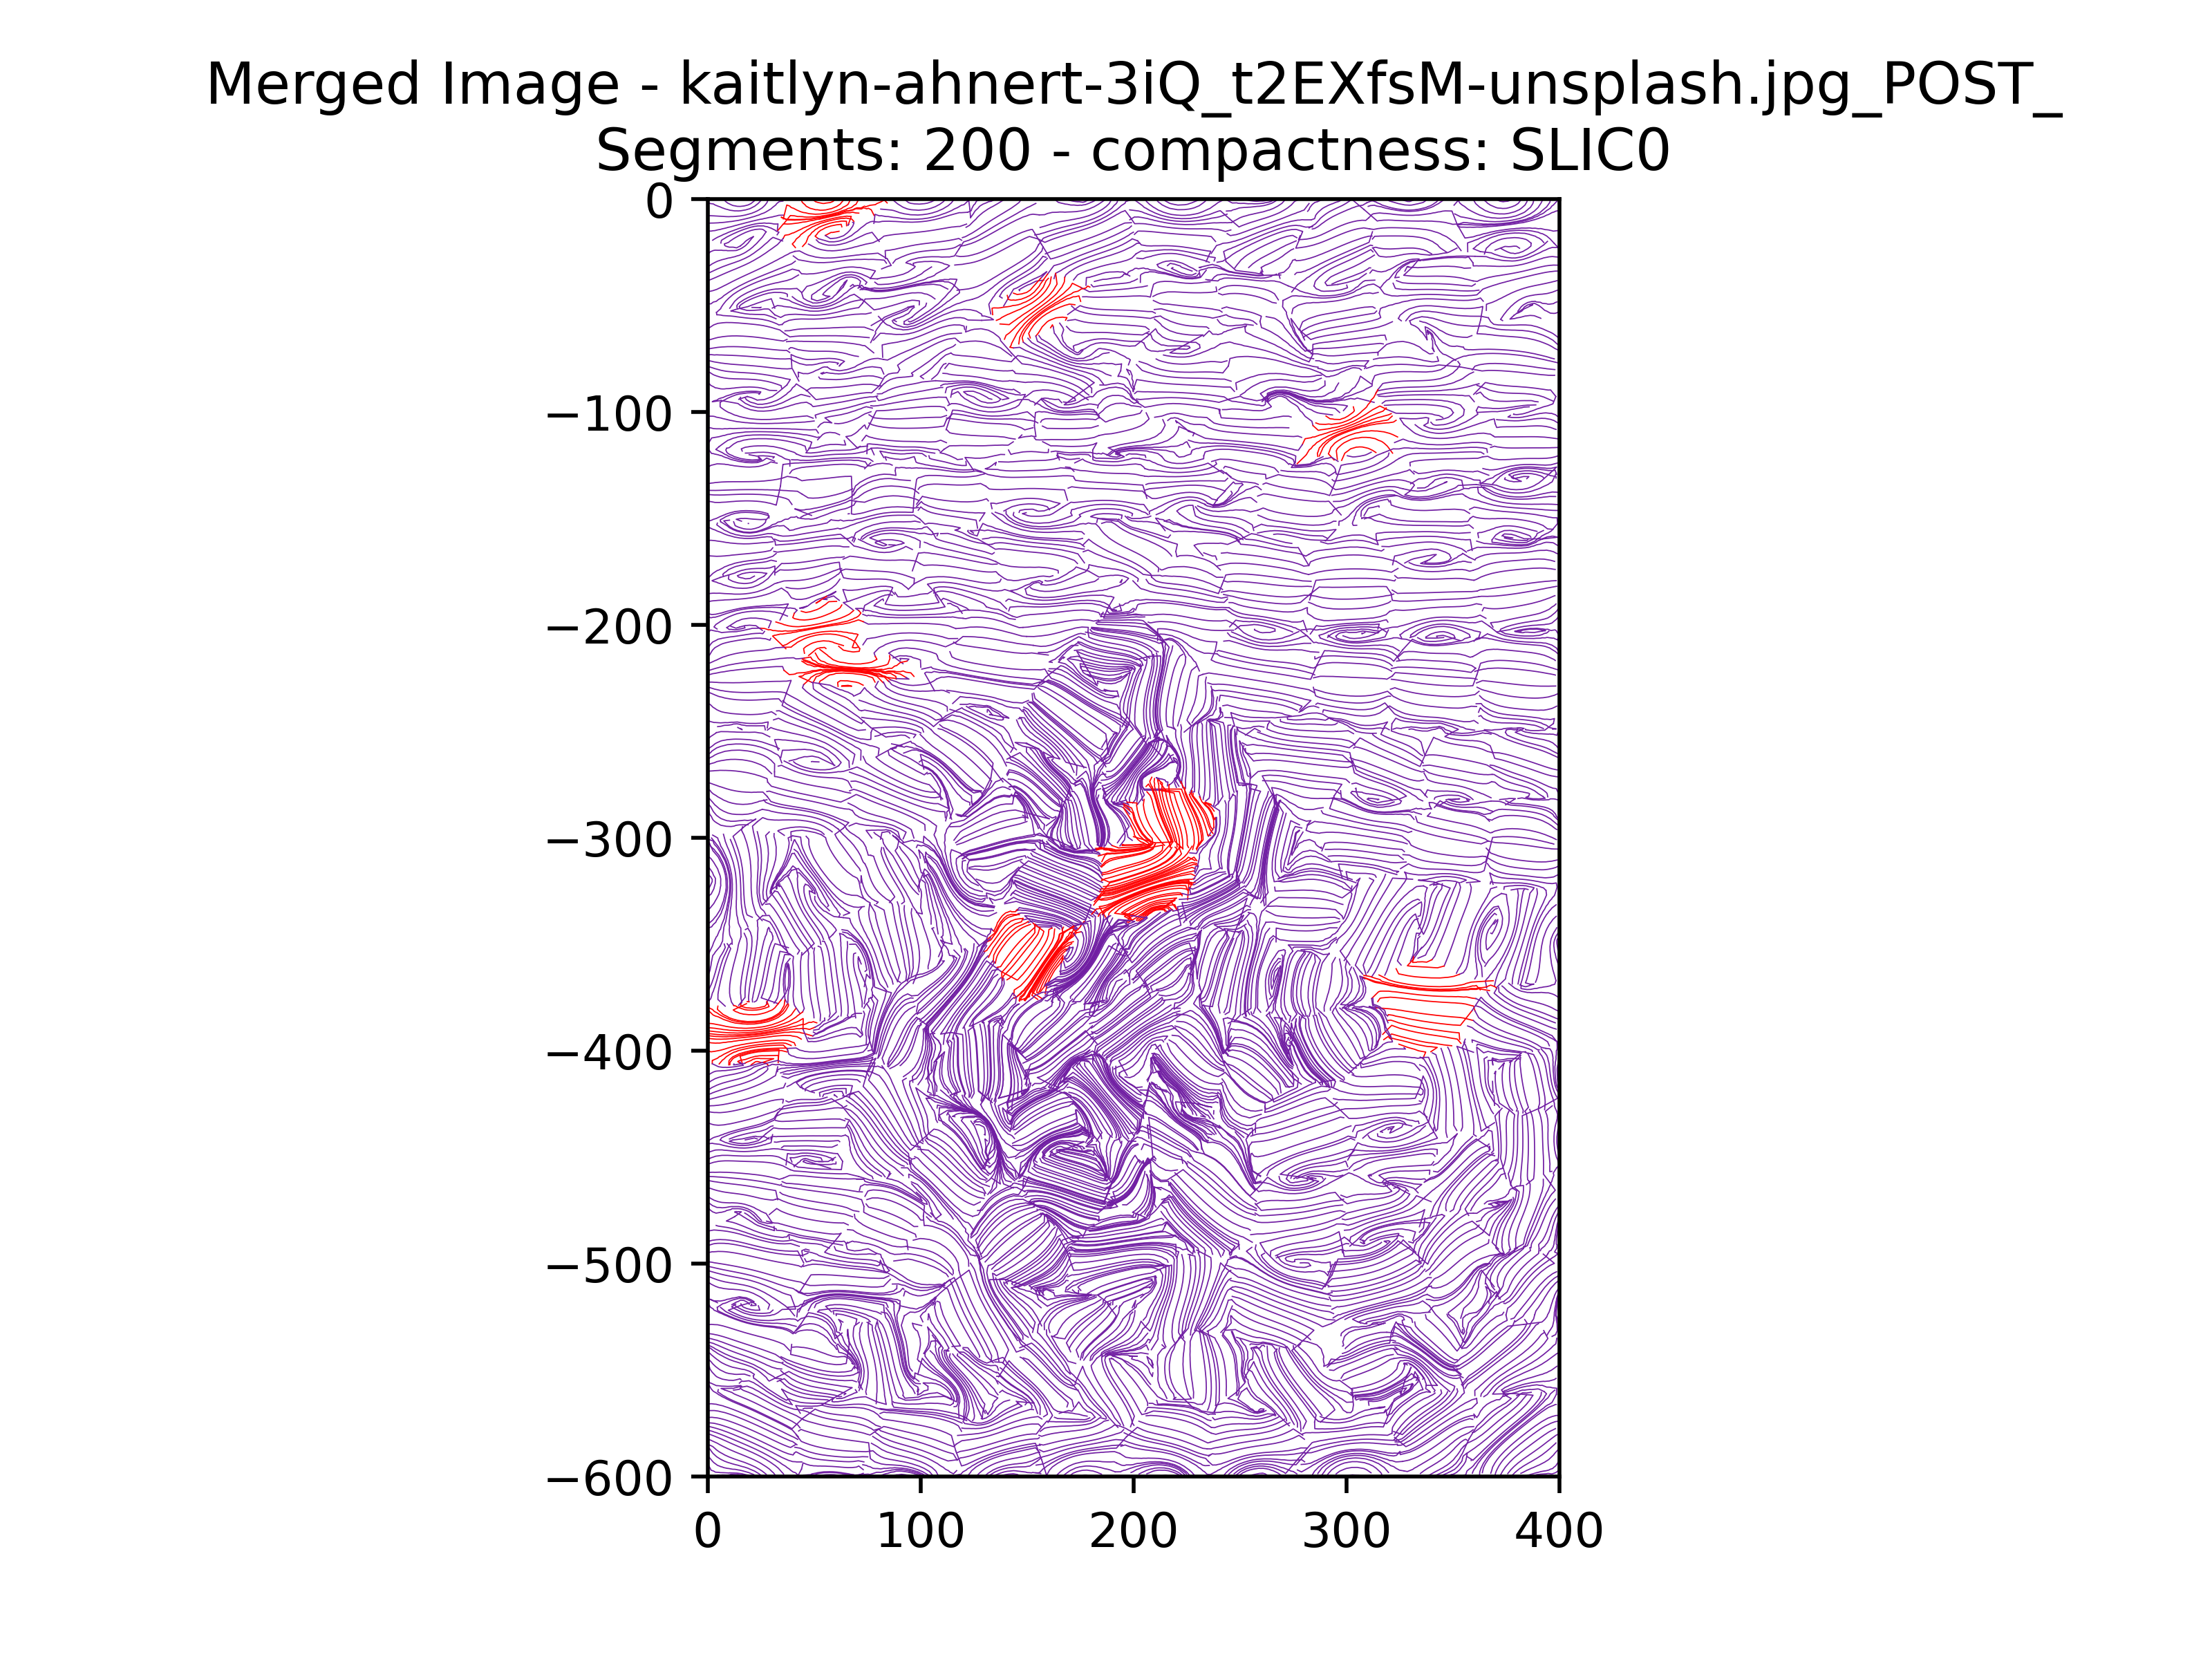 Merged Image - kaitlyn-ahnert-3iQ_t2EXfsM-unsplash.jpg_POST_
Segments: 200 - compactness: SLIC0
0
−100
−200
−300
−400
−500
−600
0 100 200 300 400